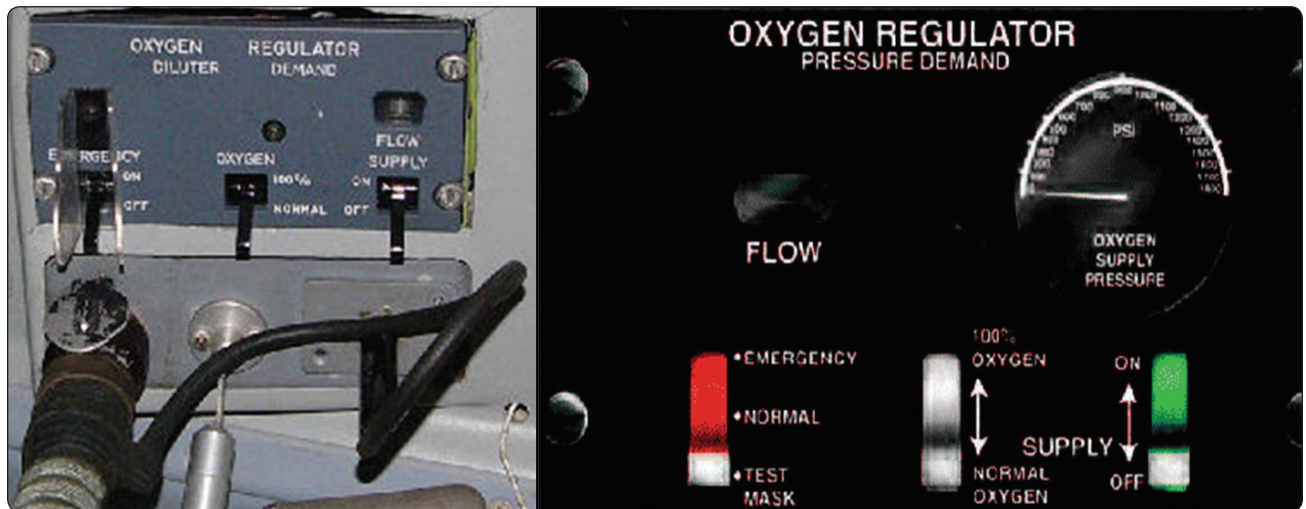 OXYGEN REGULATOR
DILUTER DEMAND
FLOW
EMERGENCY OXYGEN SUPPLY
ON 100% ON
OFF NORMAL OFF
OXYGEN REGULATOR
PRESSURE DEMAND
PSI
OXYGEN
SUPPLY
PRESSURE
FLOW
EMERGENCY
NORMAL
TEST
MASK
100%
OXYGEN
NORMAL
OXYGEN
ON
SUPPLY
OFF